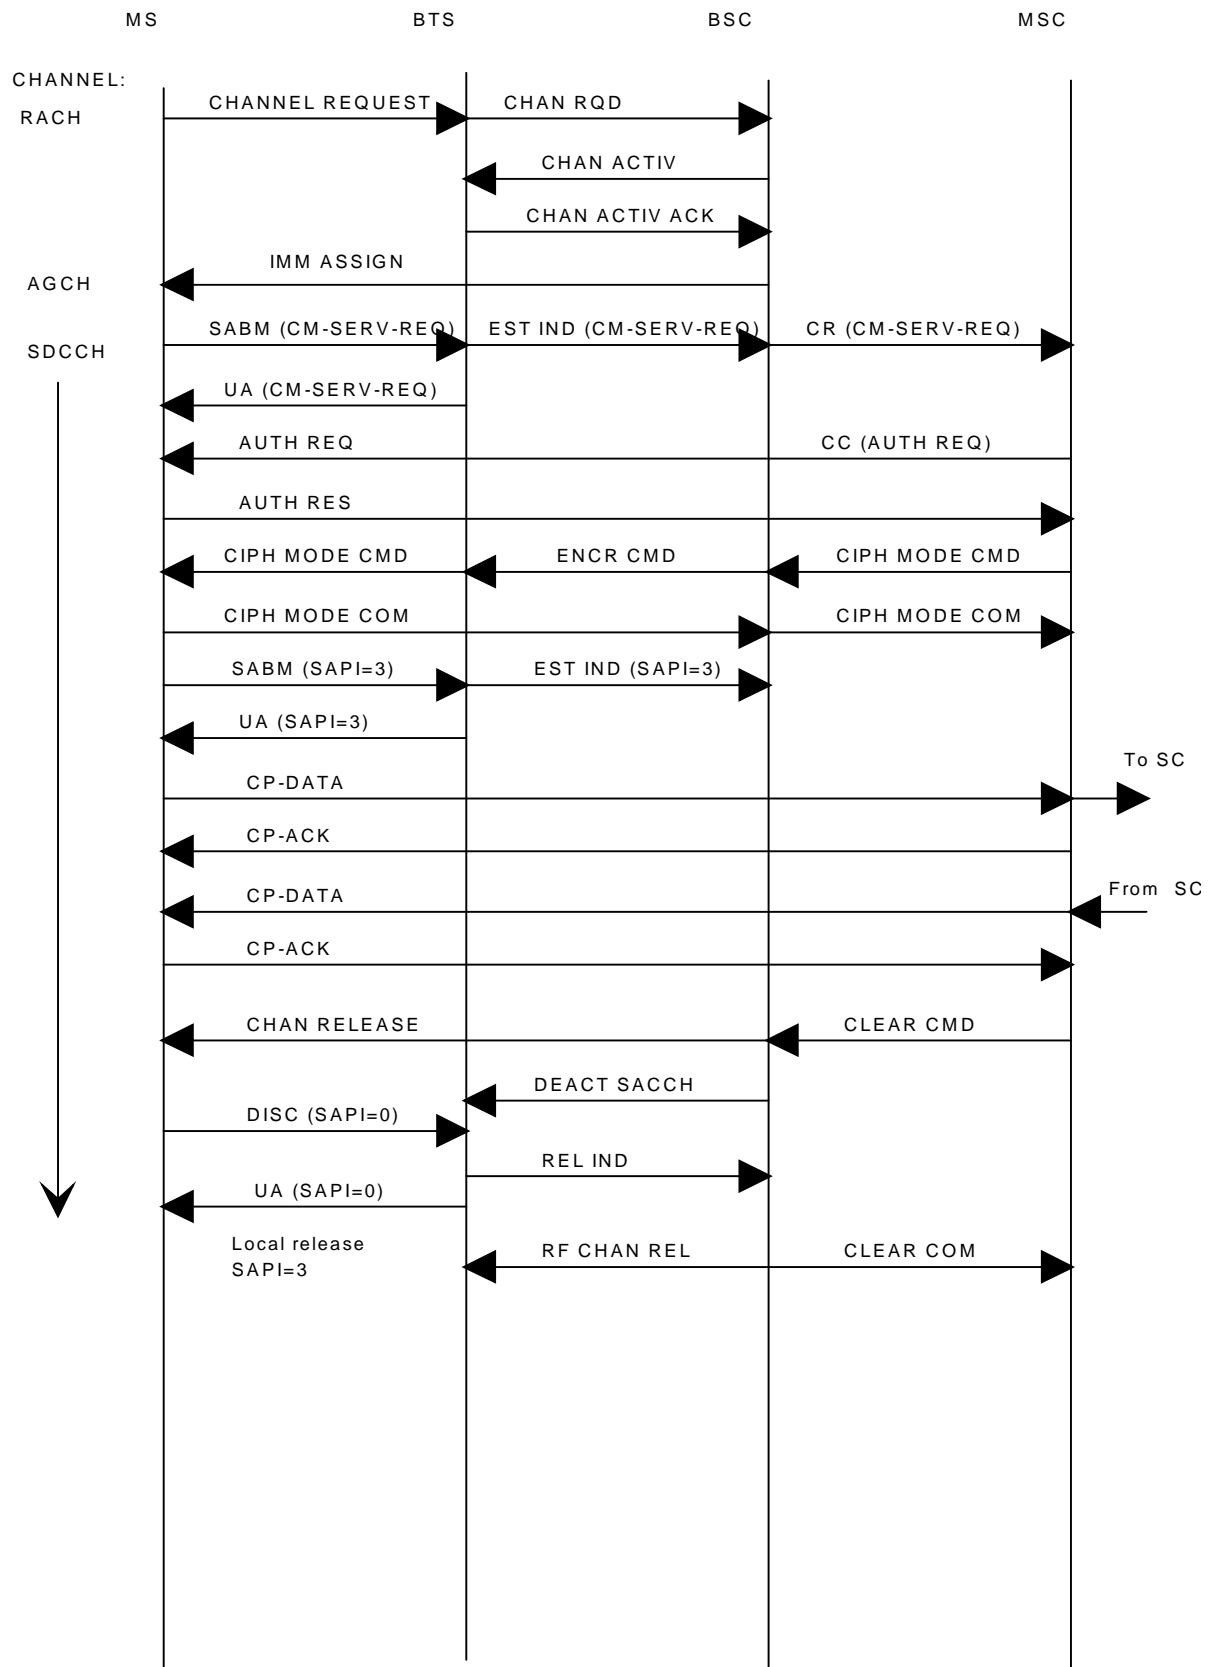 MS BTS BSC MSC
CHANNEL:
CHANNEL REQUEST CHAN RQD
RACH
CHAN ACTIV
CHAN ACTIV ACK
IMM ASSIGN
AGCH
SABM (CM-SERV-REQ) EST IND (CM-SERV-REQ) CR (CM-SERV-REQ)
SDCCH
UA (CM-SERV-REQ)
AUTH REQ CC (AUTH REQ)
AUTH RES
CIPH MODE CMD ENCR CMD CIPH MODE CMD
CIPH MODE COM CIPH MODE COM
SABM (SAPI=3) EST IND (SAPI=3)
UA (SAPI=3)
To SC
CP-DATA
CP-ACK
From SC
CP-DATA
CP-ACK
CHAN RELEASE CLEAR CMD
DEACT SACCH
DISC (SAPI=0)
REL IND
UA (SAPI=0)
Local release
SAPI=3
RF CHAN REL CLEAR COM